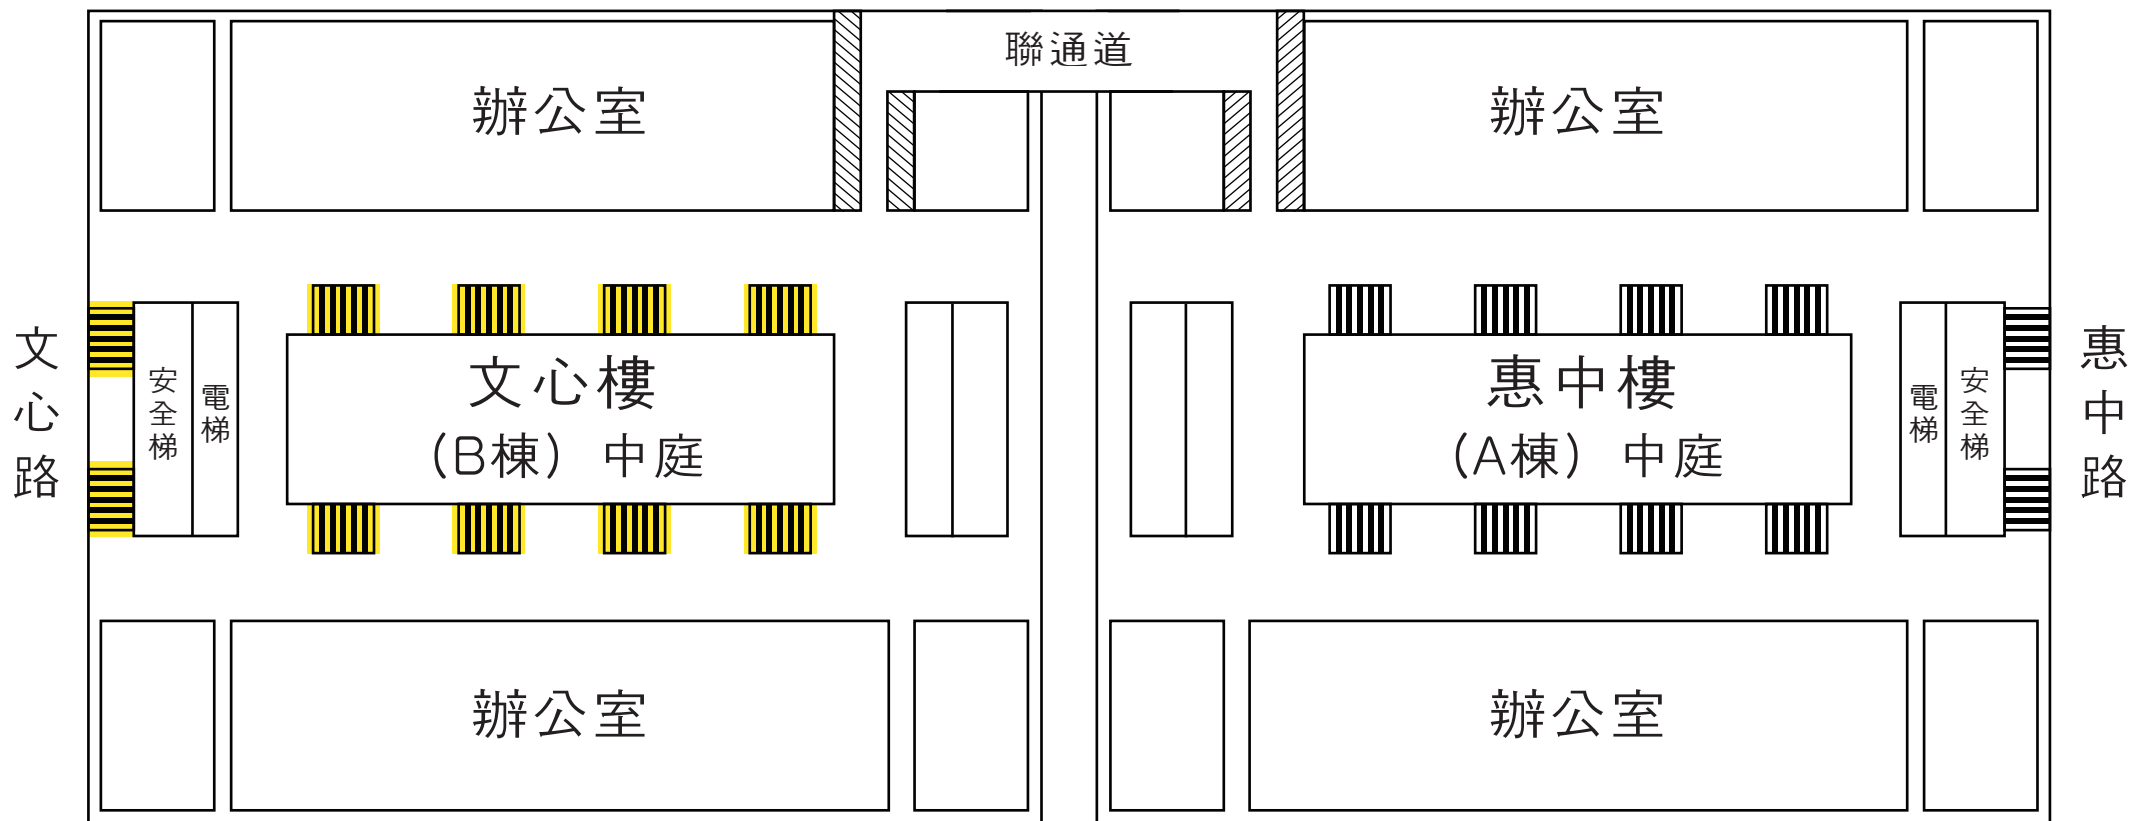 聯通道
辦公室
辦公室
文心路
安全梯
電梯
文心樓
(B棟) 中庭
惠中樓
(A棟) 中庭
電梯
安全梯
惠中路
辦公室
辦公室